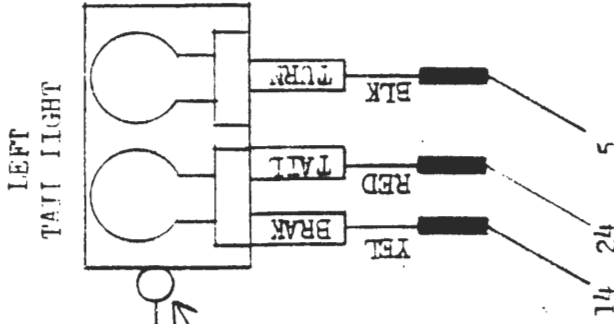 LEFT
TAIL LIGHT
TURN
BLK
5
TAIL
RED
24
BRAK
YEL
14